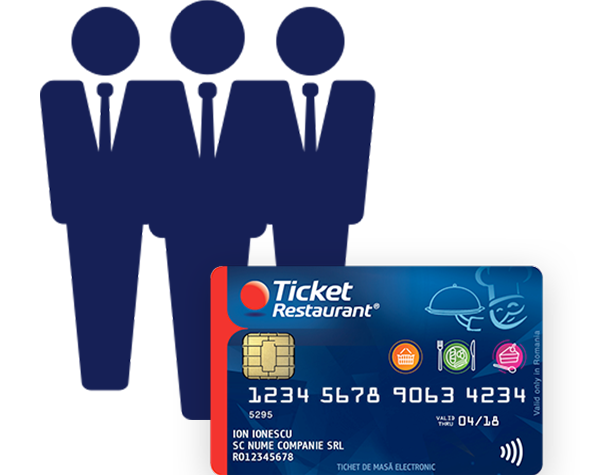 Ticket
Restaurant®
1234 5678 9063 4234
5295
VALID
THRU 04/18
ION IONESCU
SC NUME COMPANIE SRL
RO12345678
TICHET DE MASĂ ELECTRONIC
Valid only in Romania